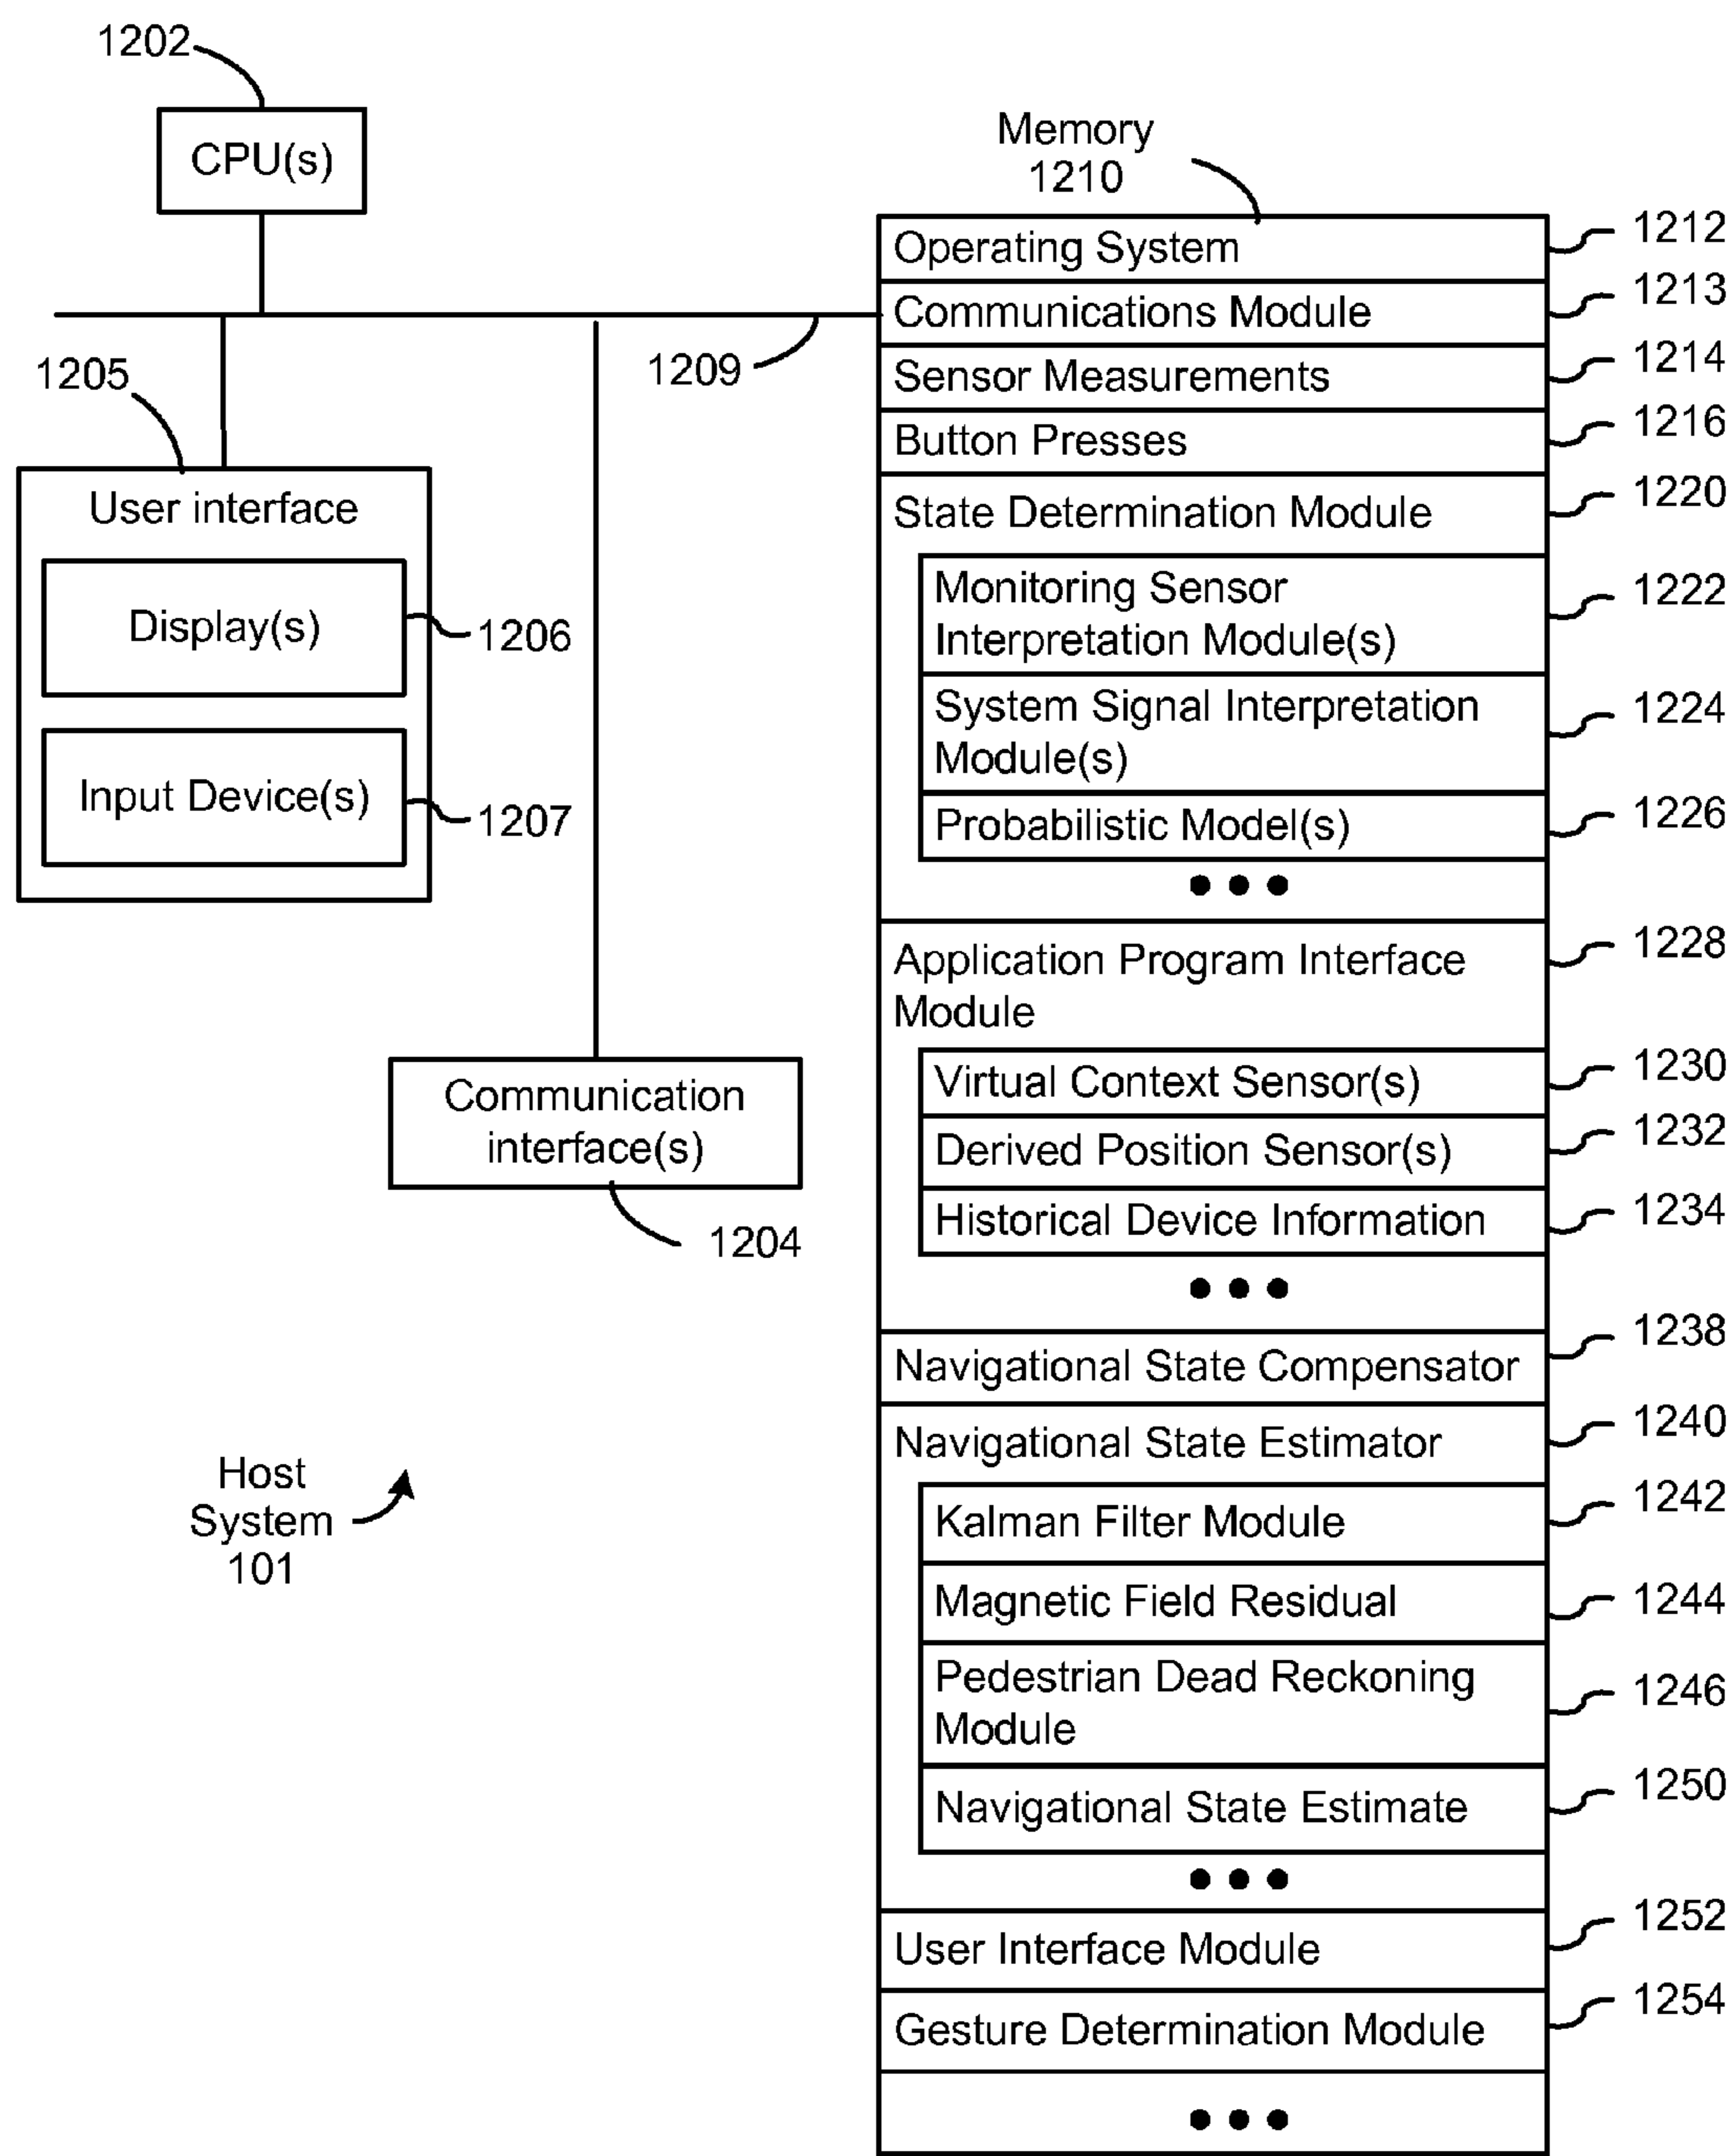 1202
CPU(s)
Memory
1210
Operating System
1212
Communications Module
1213
1209
Sensor Measurements
1214
1205
Button Presses
1216
User interface
State Determination Module
1220
Display(s)
1206
Monitoring Sensor
Interpretation Module(s)
1222
System Signal Interpretation
Module(s)
1224
Input Device(s)
1207
Probabilistic Model(s)
1226
Application Program Interface
Module
1228
Communication
interface(s)
1204
Virtual Context Sensor(s)
1230
Derived Position Sensor(s)
1232
Historical Device Information
1234
Navigational State Compensator
1238
Navigational State Estimator
1240
Host
System
101
Kalman Filter Module
1242
Magnetic Field Residual
1244
Pedestrian Dead Reckoning
Module
1246
Navigational State Estimate
1250
User Interface Module
1252
Gesture Determination Module
1254